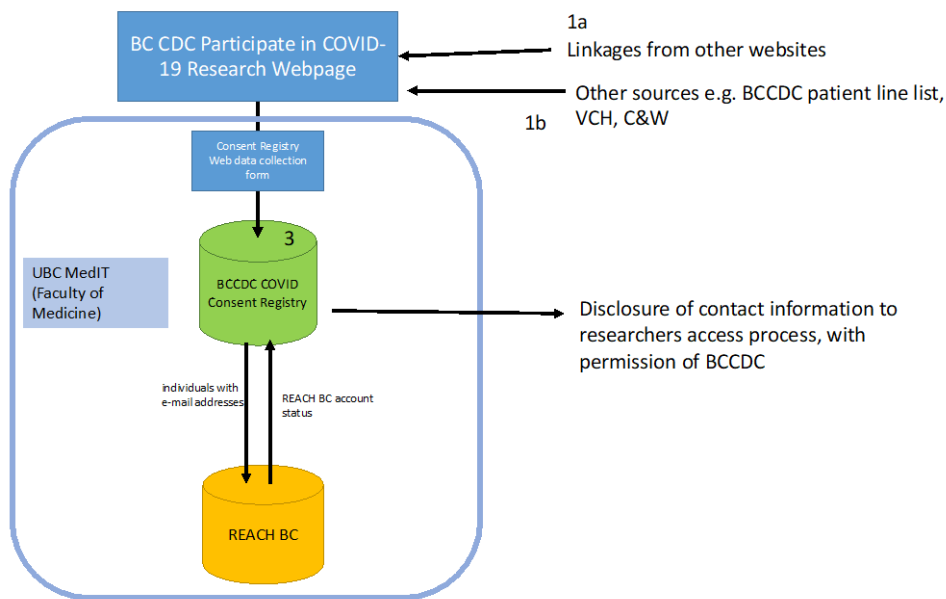 1a
BC CDC Participate in COVID-
19 Research Webpage
Linkages from other websites
Other sources e.g. BCCDC patient line list,
VCH, C&W
1b
Consent Registry
Web data collection
form
3
BCCDC COVID
Consent Registry
UBC MedIT
(Faculty of
Medicine)
Disclosure of contact information to
researchers access process, with
permission of BCCDC
individuals with
e-mail addresses
REACH BC account
status
REACH BC